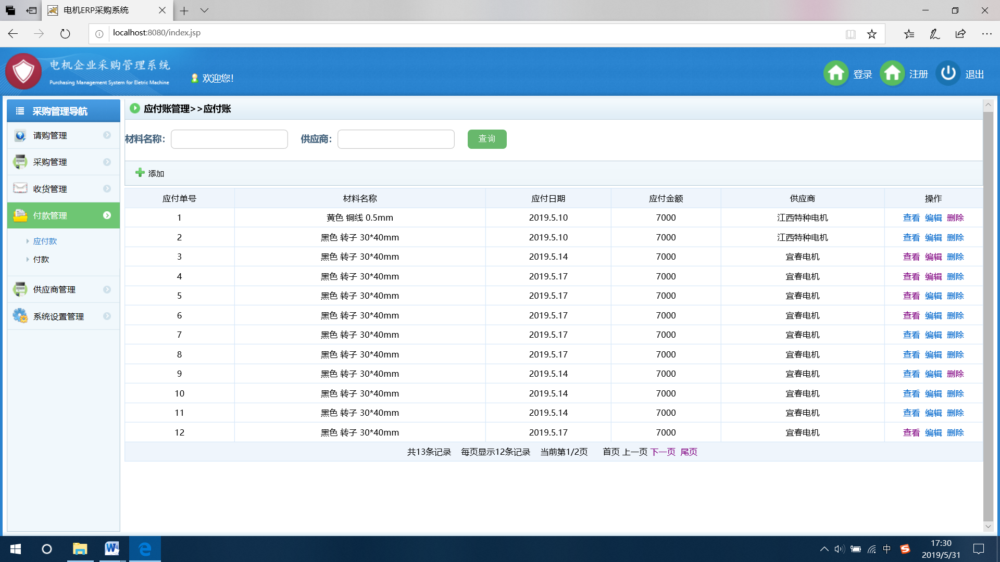 电机ERP采购系统
localhost:8080/index.jsp
电机企业采购管理系统
Purchasing Management System for Eletric Machine
欢迎您!
登录 注册 退出
采购管理导航
请购管理
采购管理
收货管理
付款管理
应付款
付款
供应商管理
系统设置管理
应付账管理>>应付账
材料名称: 供应商: 查询
添加
应付单号 材料名称 应付日期 应付金额 供应商 操作
1 黄色 铜线 0.5mm 2019.5.10 7000 江西特种电机 查看 编辑 删除
2 黑色 转子 30*40mm 2019.5.10 7000 江西特种电机 查看 编辑 删除
3 黑色 转子 30*40mm 2019.5.14 7000 宜春电机 查看 编辑 删除
4 黑色 转子 30*40mm 2019.5.17 7000 宜春电机 查看 编辑 删除
5 黑色 转子 30*40mm 2019.5.17 7000 宜春电机 查看 编辑 删除
6 黑色 转子 30*40mm 2019.5.17 7000 宜春电机 查看 编辑 删除
7 黑色 转子 30*40mm 2019.5.17 7000 宜春电机 查看 编辑 删除
8 黑色 转子 30*40mm 2019.5.17 7000 宜春电机 查看 编辑 删除
9 黑色 转子 30*40mm 2019.5.14 7000 宜春电机 查看 编辑 删除
10 黑色 转子 30*40mm 2019.5.14 7000 宜春电机 查看 编辑 删除
11 黑色 转子 30*40mm 2019.5.14 7000 宜春电机 查看 编辑 删除
12 黑色 转子 30*40mm 2019.5.17 7000 宜春电机 查看 编辑 删除
共13条记录 每页显示12条记录 当前第1/2页 首页 上一页 下一页 尾页
中
17:30
2019/5/31